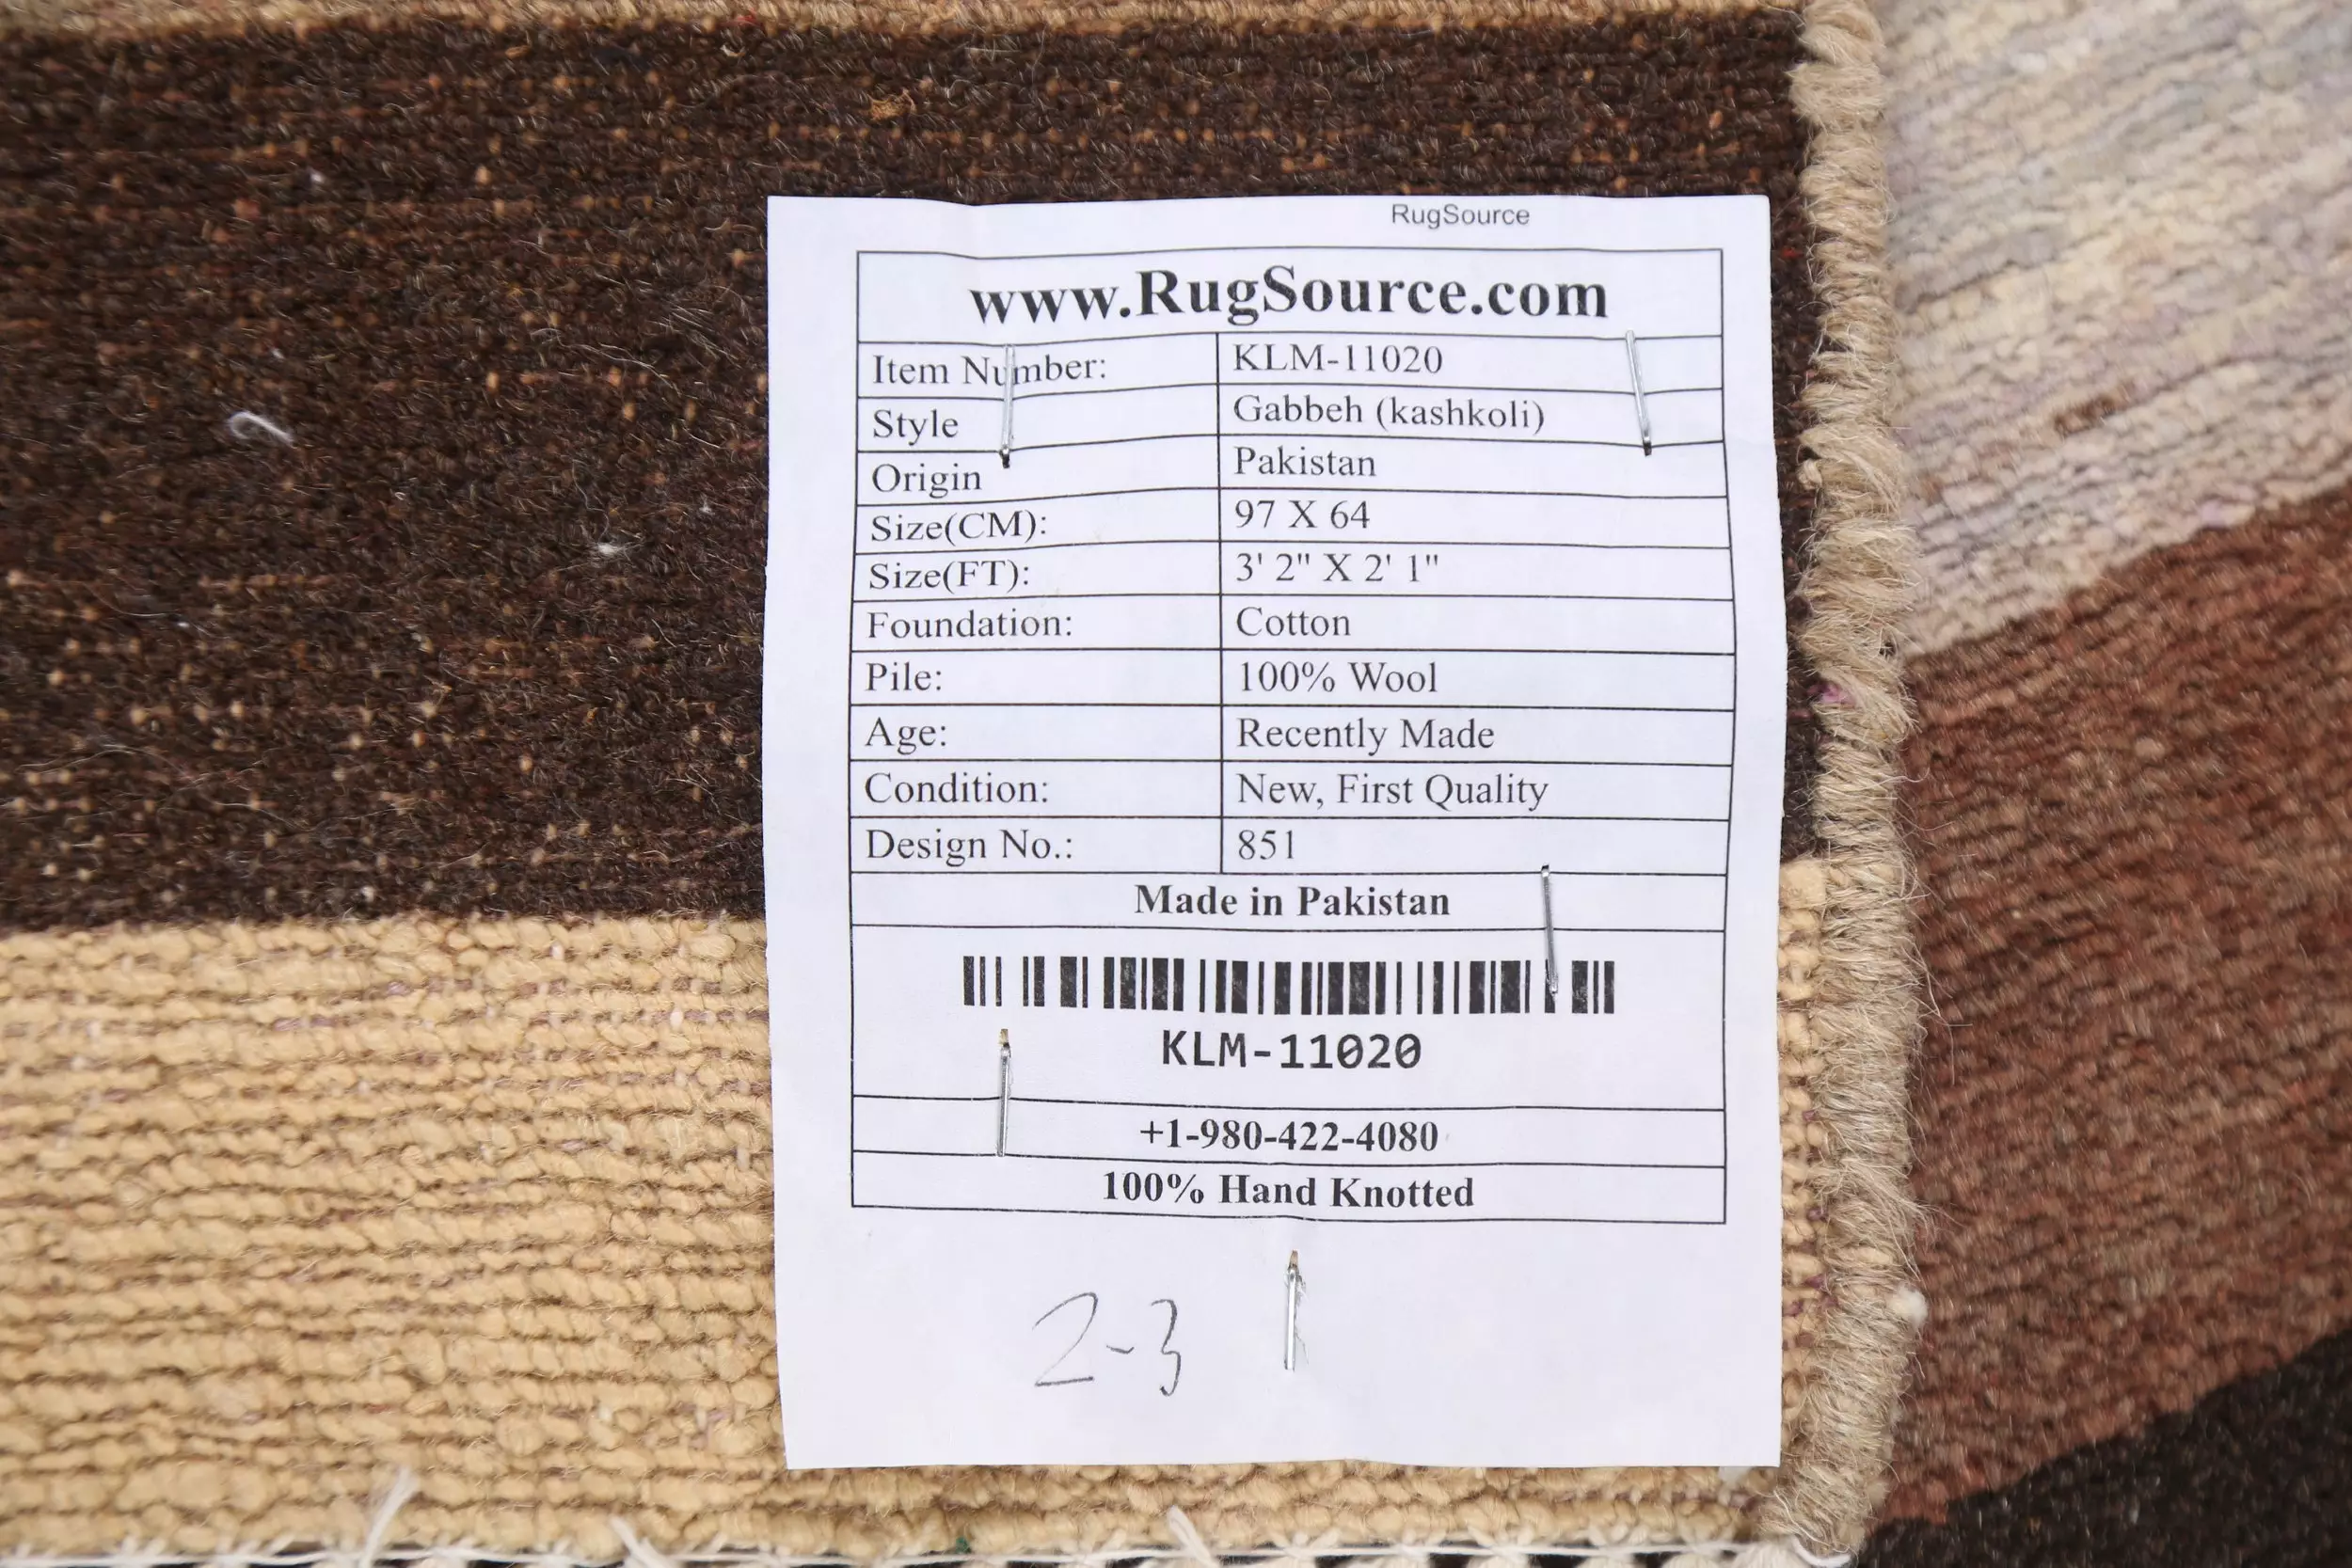 RugSource
www.RugSource.com
Item Number: KLM-11020
Style Gabbeh (kashkoli)
Origin Pakistan
Size(CM): 97 X 64
Size(FT): 3' 2" X 2' 1"
Foundation: Cotton
Pile: 100% Wool
Age: Recently Made
Condition: New, First Quality
Design No.: 851
Made in Pakistan
KLM-11020
+1-980-422-4080
100% Hand Knotted
2-3